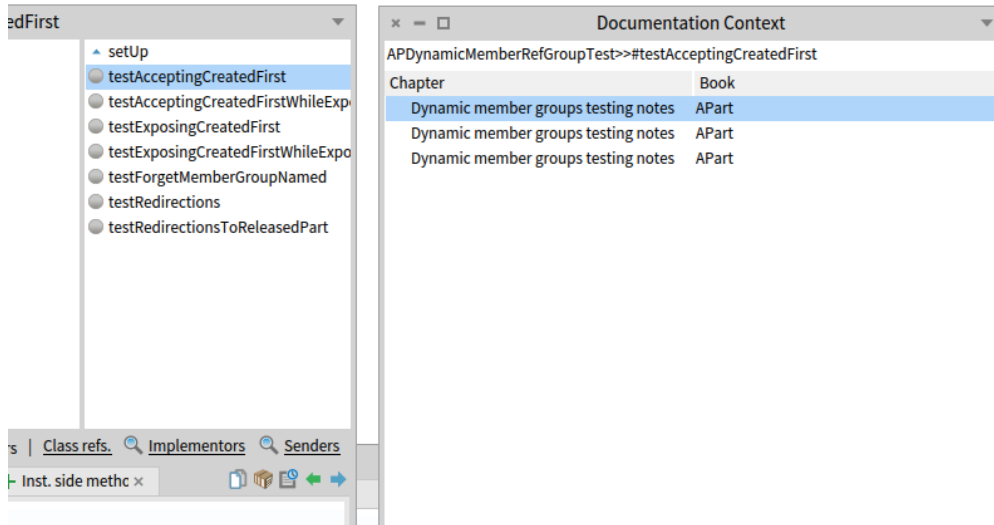 edFirst
setUp
testAcceptingCreatedFirst
testAcceptingCreatedFirstWhileExp
testExposingCreatedFirst
testExposingCreatedFirstWhileExpo
testForgetMemberGroupNamed
testRedirections
testRedirectionsToReleasedPart
rs | Class refs. Implementors Senders
Inst. side methc ×
Documentation Context
APDynamicMemberRefGroupTest>>#testAcceptingCreatedFirst
Chapter Book
Dynamic member groups testing notes APart
Dynamic member groups testing notes APart
Dynamic member groups testing notes APart